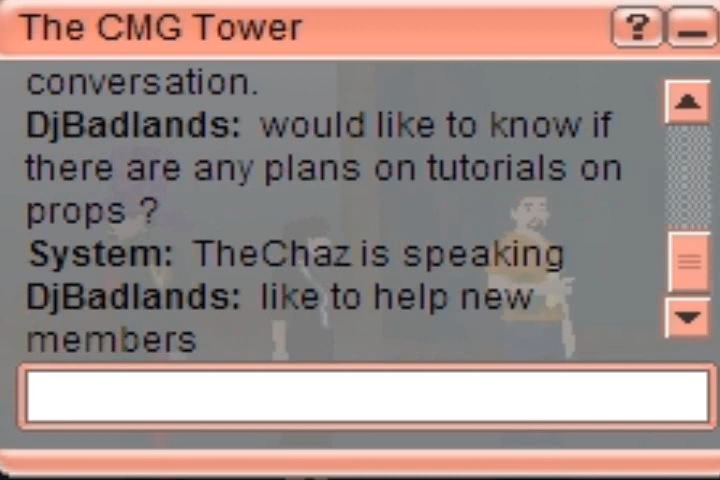 The CMG Tower
?
conversation.
DjBadlands: would like to know if
there are any plans on tutorials on
props ?
System: TheChaz is speaking
DjBadlands: like to help new
members